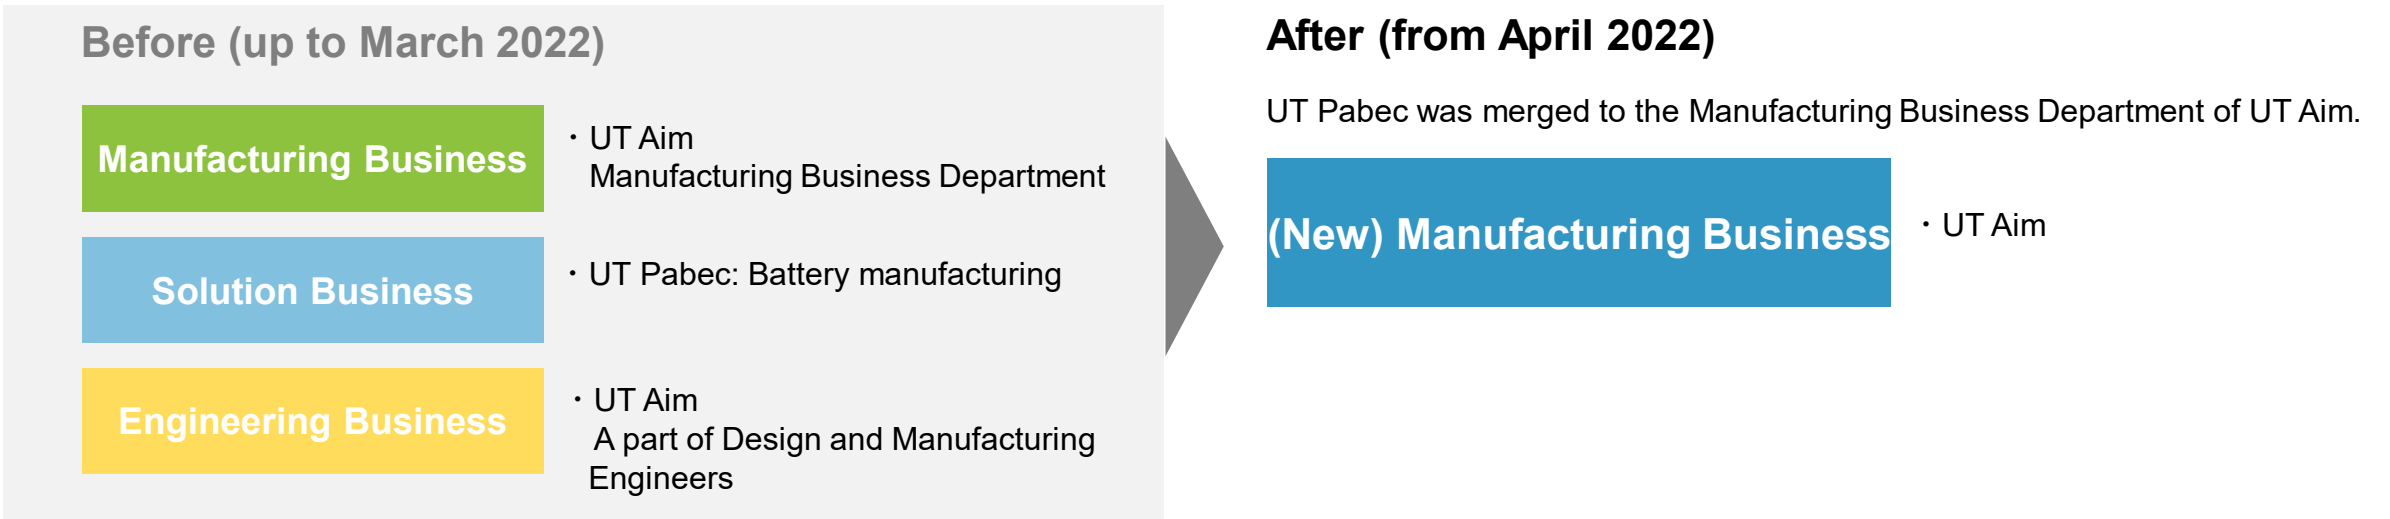 Before (up to March 2022)
Manufacturing Business
・UT Aim
Manufacturing Business Department
Solution Business
・UT Pabec: Battery manufacturing
Engineering Business
・UT Aim
A part of Design and Manufacturing
Engineers
After (from April 2022)
UT Pabec was merged to the Manufacturing Business Department of UT Aim.
(New) Manufacturing Business
・UT Aim